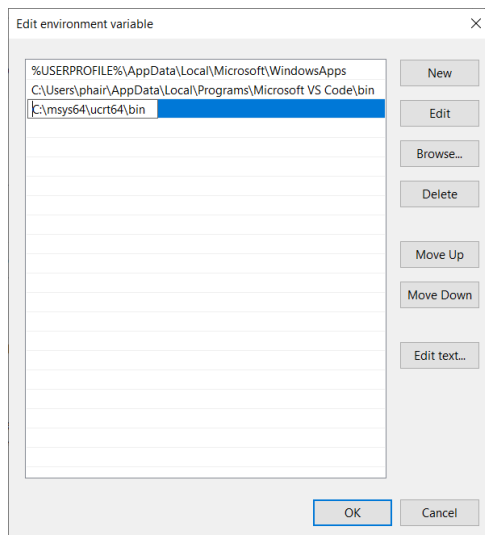 Edit environment variable
%USERPROFILE%\AppData\Local\Microsoft\WindowsApps
C:\Users\phair\AppData\Local\Programs\Microsoft VS Code\bin
C:\msys64\ucrt64\bin
New
Edit
Browse...
Delete
Move Up
Move Down
Edit text...
OK
Cancel